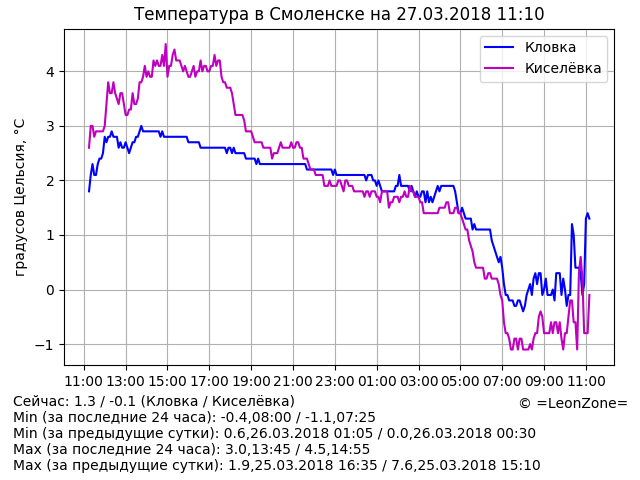 Температура в Смоленске на 27.03.2018 11:10
Кловка
Киселёвка
градусов Цельсия, °C
4
3
2
1
0
−1
11:00 13:00 15:00 17:00 19:00 21:00 23:00 01:00 03:00 05:00 07:00 09:00 11:00
Сейчас: 1.3 / -0.1 (Кловка / Киселёвка)
© =LeonZone=
Min (за последние 24 часа): -0.4,08:00 / -1.1,07:25
Min (за предыдущие сутки): 0.6,26.03.2018 01:05 / 0.0,26.03.2018 00:30
Max (за последние 24 часа): 3.0,13:45 / 4.5,14:55
Max (за предыдущие сутки): 1.9,25.03.2018 16:35 / 7.6,25.03.2018 15:10